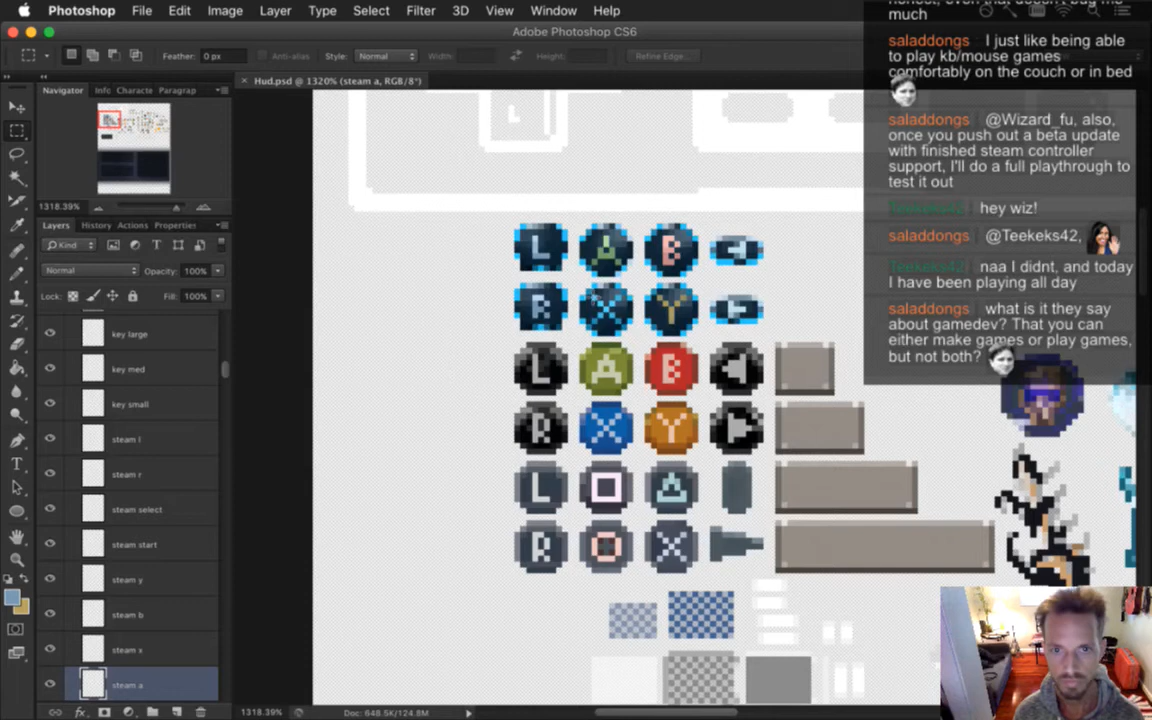 Photoshop File Edit Image Layer Type Select Filter 3D View Window Help
Adobe Photoshop CS6
Feather: 0 px Anti-alias Style: Normal Width: Height: Refine Edge...
× Hud.psd @ 1320% (steam a, RGB/8*)
Navigator Info Characte Paragrap
1318.39%
Layers History Actions Properties
Kind
Normal Opacity: 100%
Lock: Fill: 100%
key large
key med
key small
steam l
steam r
steam select
steam start
steam y
steam b
steam x
steam a
fx
1318.39% Doc: 648.5K/124.8M
L
L A B
R X Y
L A B
R X Y
L
R X
much
saladdongs I just like being able
to play kb/mouse games
comfortably on the couch or in bed
saladdongs @Wizard_fu, also,
once you push out a beta update
with finished steam controller
support, I'll do a full playthrough to
test it out
Teekeks42 hey wiz!
saladdongs @Teekeks42,
Teekeks42 naa I didnt, and today
I have been playing all day
saladdongs what is it they say
about gamedev? That you can
either make games or play games,
but not both?